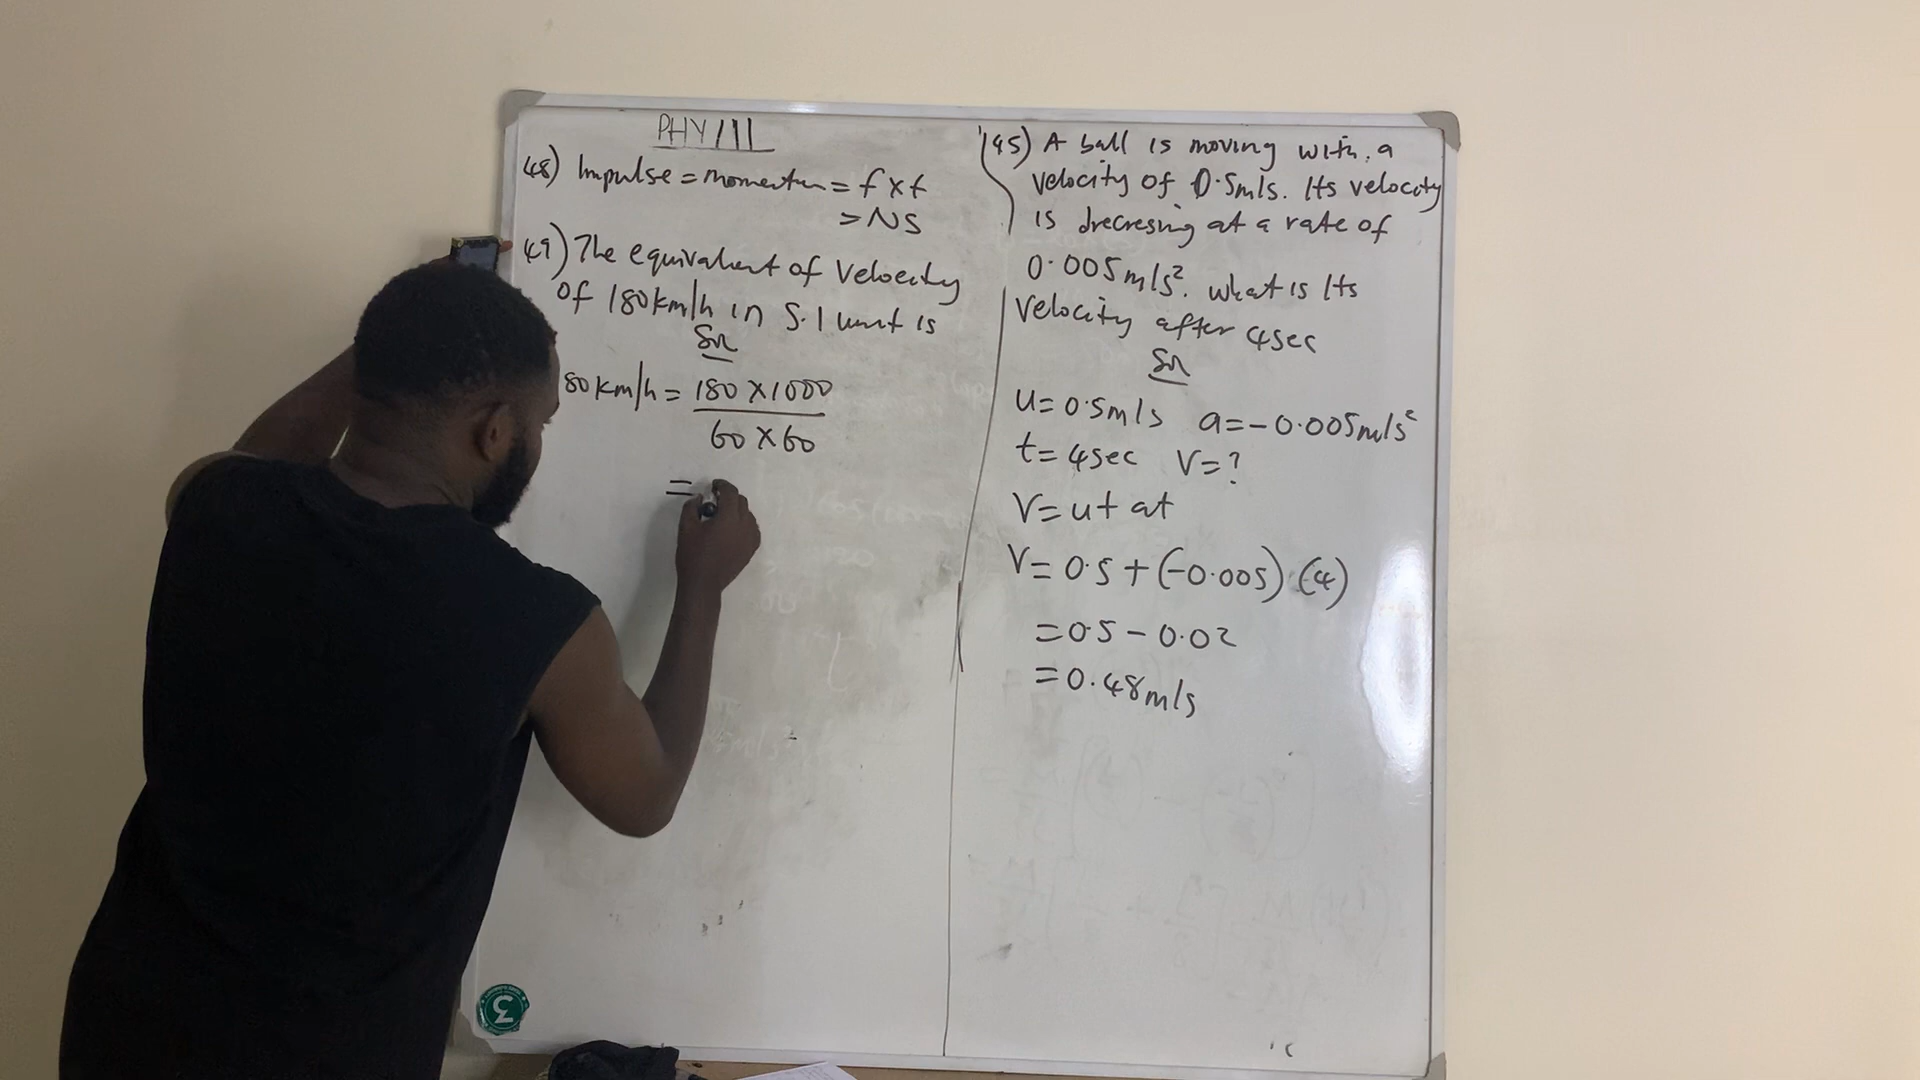 PHY 111
48) Impulse = momentum = f x t
= NS
49) The equivalent of Velocity
of 180km/h in S.I unit is
Sn
80km/h = 180 x 1000
60 x 60
=
45) A ball is moving with a
velocity of 0.5m/s. Its velocity
is drecresing at a rate of
0.005m/s². what is Its
Velocity after 4sec
Sn
u = 0.5m/s a = -0.005m/s²
t = 4sec V = ?
V = u + at
V = 0.5 + (-0.005) (4)
= 0.5 - 0.02
= 0.48m/s
3